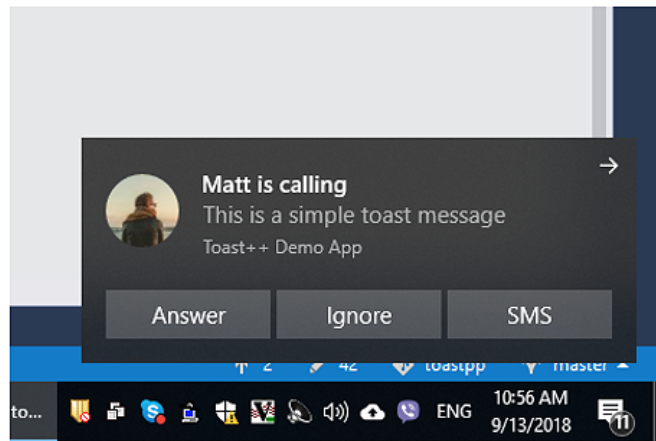 Matt is calling
This is a simple toast message
Toast++ Demo App
Answer Ignore SMS
2 42 toastpp master
to... ENG 10:56 AM
9/13/2018
11